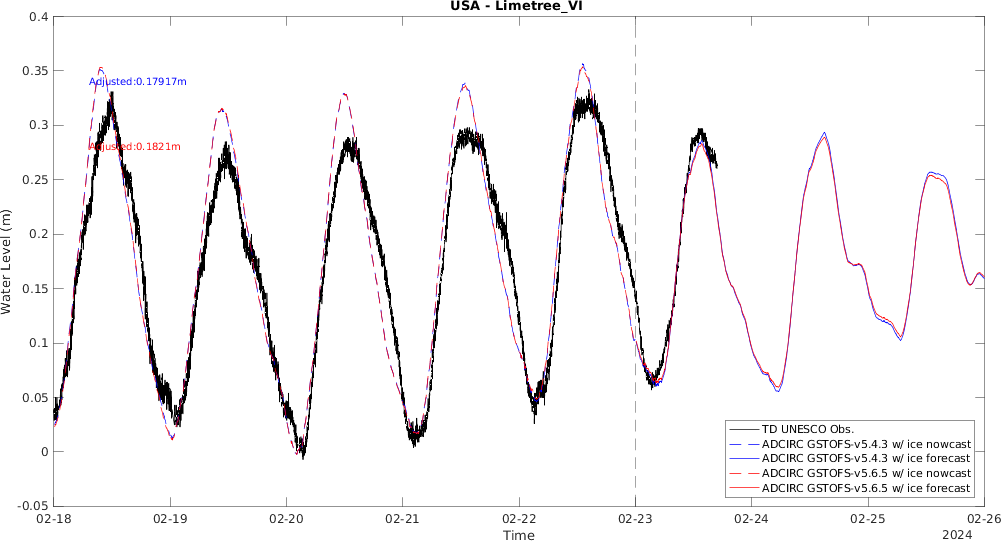 USA - Limetree_VI
0.4
0.35
0.3
0.25
0.2
0.15
0.1
0.05
0
-0.05
Water Level (m)
Adjusted:0.17917m
Adjusted:0.1821m
TD UNESCO Obs.
ADCIRC GSTOFS-v5.4.3 w/ ice nowcast
ADCIRC GSTOFS-v5.4.3 w/ ice forecast
ADCIRC GSTOFS-v5.6.5 w/ ice nowcast
ADCIRC GSTOFS-v5.6.5 w/ ice forecast
02-18 02-19 02-20 02-21 02-22 02-23 02-24 02-25 02-26
Time
2024